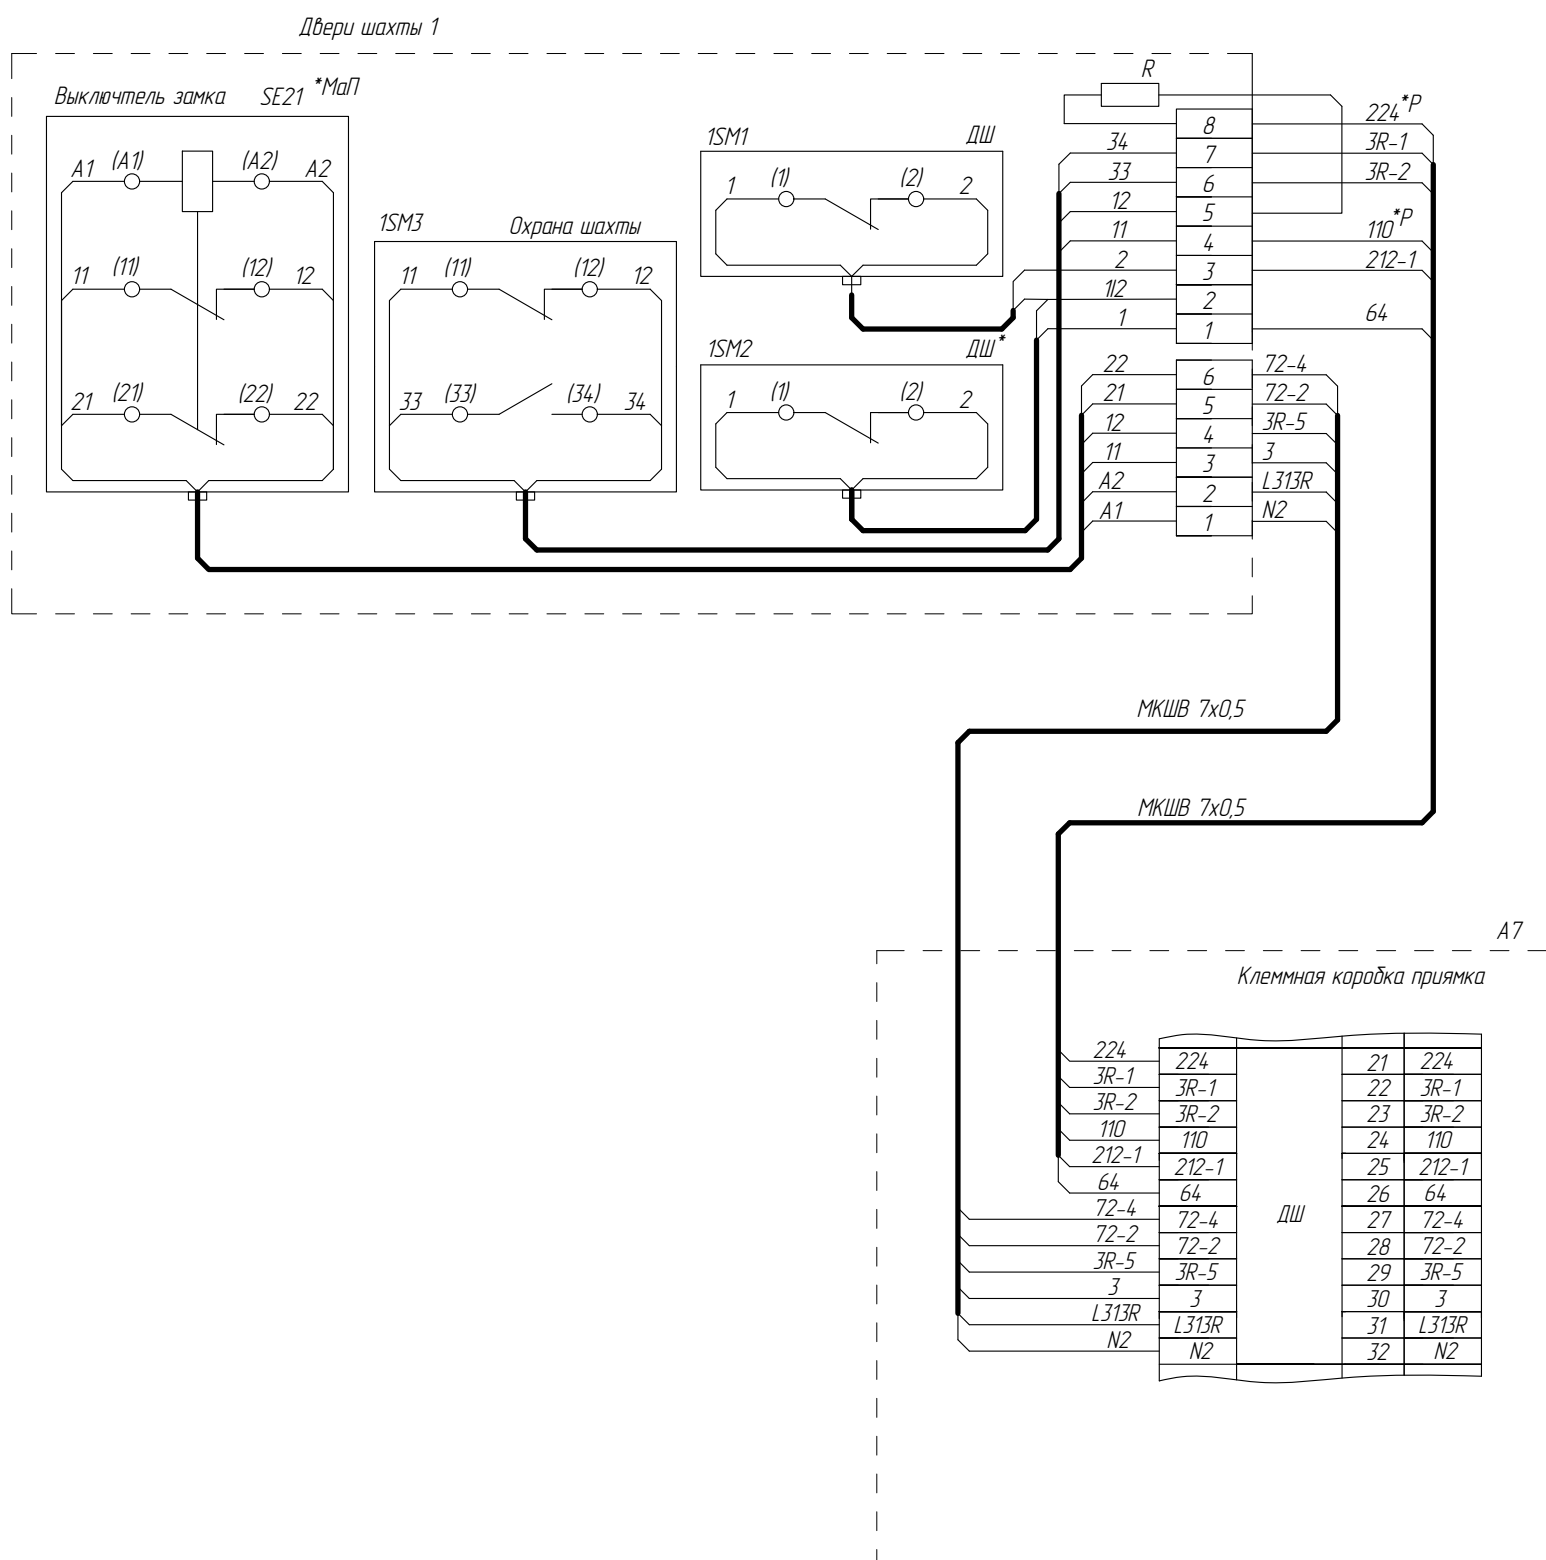 Двери шахты 1
Выключтель замка SE21 *МаП
A1 (A1) (A2) A2
11 (11) (12) 12
21 (21) (22) 22
1SM3 Охрана шахты
11 (11) (12) 12
33 (33) (34) 34
1SM1 ДШ
1 (1) (2) 2
1SM2 ДШ*
1 (1) (2) 2
R
8 224*Р
34 7 3R-1
33 6 3R-2
12 5
11 4 110*Р
2 3 212-1
1|2 2
1 1 64
22 6 72-4
21 5 72-2
12 4 3R-5
11 3 3
A2 2 L313R
A1 1 N2
МКШВ 7х0,5
МКШВ 7х0,5
А7
Клеммная коробка приямка
224 224 21 224
3R-1 3R-1 22 3R-1
3R-2 3R-2 23 3R-2
110 110 24 110
212-1 212-1 25 212-1
64 64 26 64
72-4 72-4 ДШ 27 72-4
72-2 72-2 28 72-2
3R-5 3R-5 29 3R-5
3 3 30 3
L313R L313R 31 L313R
N2 N2 32 N2